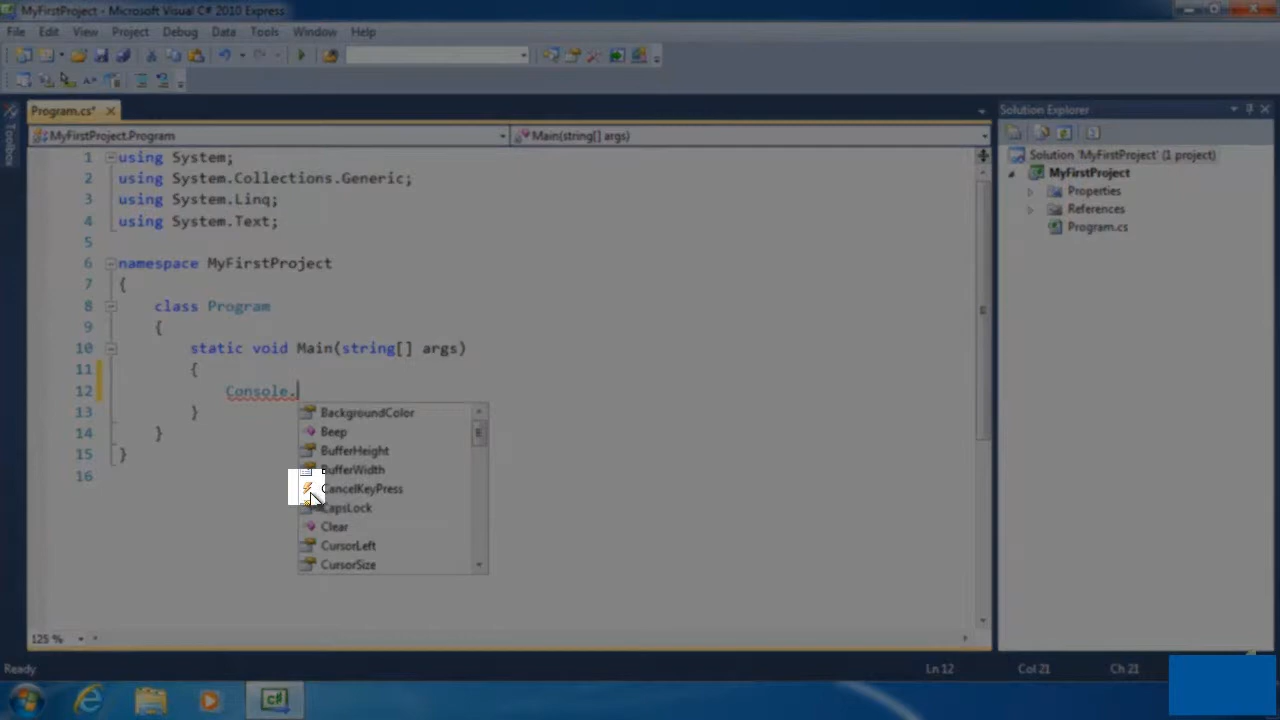 MyFirstProject - Microsoft Visual C# 2010 Express
File Edit View Project Debug Data Tools Window Help
Program.cs*
Solution Explorer
Toolbox
MyFirstProject.Program
Main(string[] args)
1 using System;
2 using System.Collections.Generic;
3 using System.Linq;
4 using System.Text;
5
6 namespace MyFirstProject
7 {
8 class Program
9 {
10 static void Main(string[] args)
11 {
12 Console.
13 }
14 }
15 }
16
BackgroundColor
Beep
BufferHeight
BufferWidth
CancelKeyPress
CapsLock
Clear
CursorLeft
CursorSize
Solution 'MyFirstProject' (1 project)
MyFirstProject
Properties
References
Program.cs
125 %
Ready
Ln 12
Col 21
Ch 21
C#